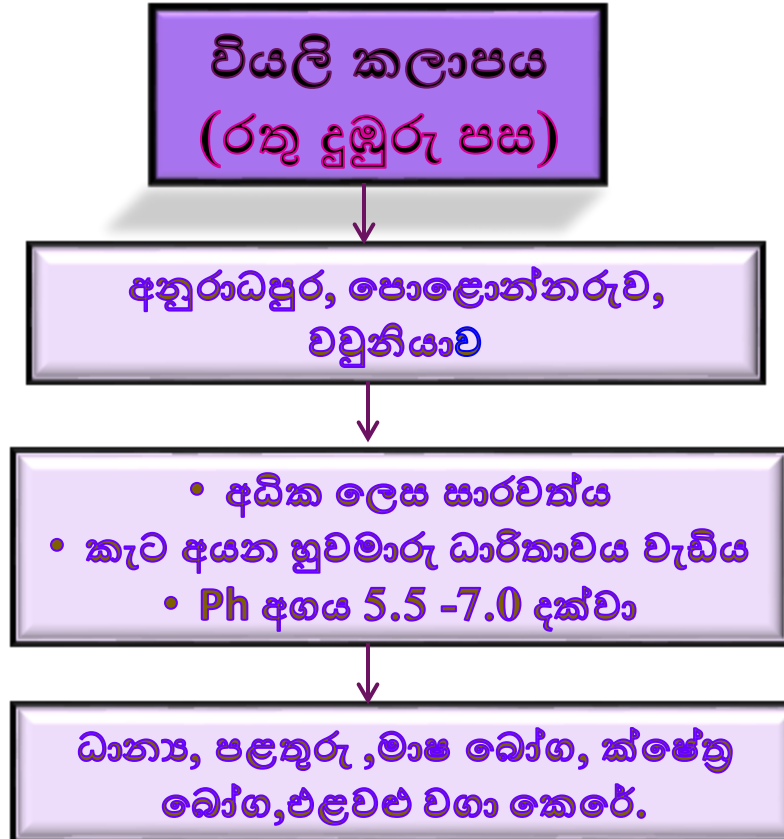 වියලි කලාපය
(රතු දුඹුරු පස)
අනුරාධපුර, පොළොන්නරුව,
වවුනියාව
• අධික ලෙස සාරවත්ය
• කැට අයන හුවමාරු ධාරිතාවය වැඩිය
• Ph අගය 5.5 -7.0 දක්වා
ධාන්‍ය, පළතුරු ,මාෂ බෝග, ක්ෂේත්‍ර
බෝග,එළවළු වගා කෙරේ.